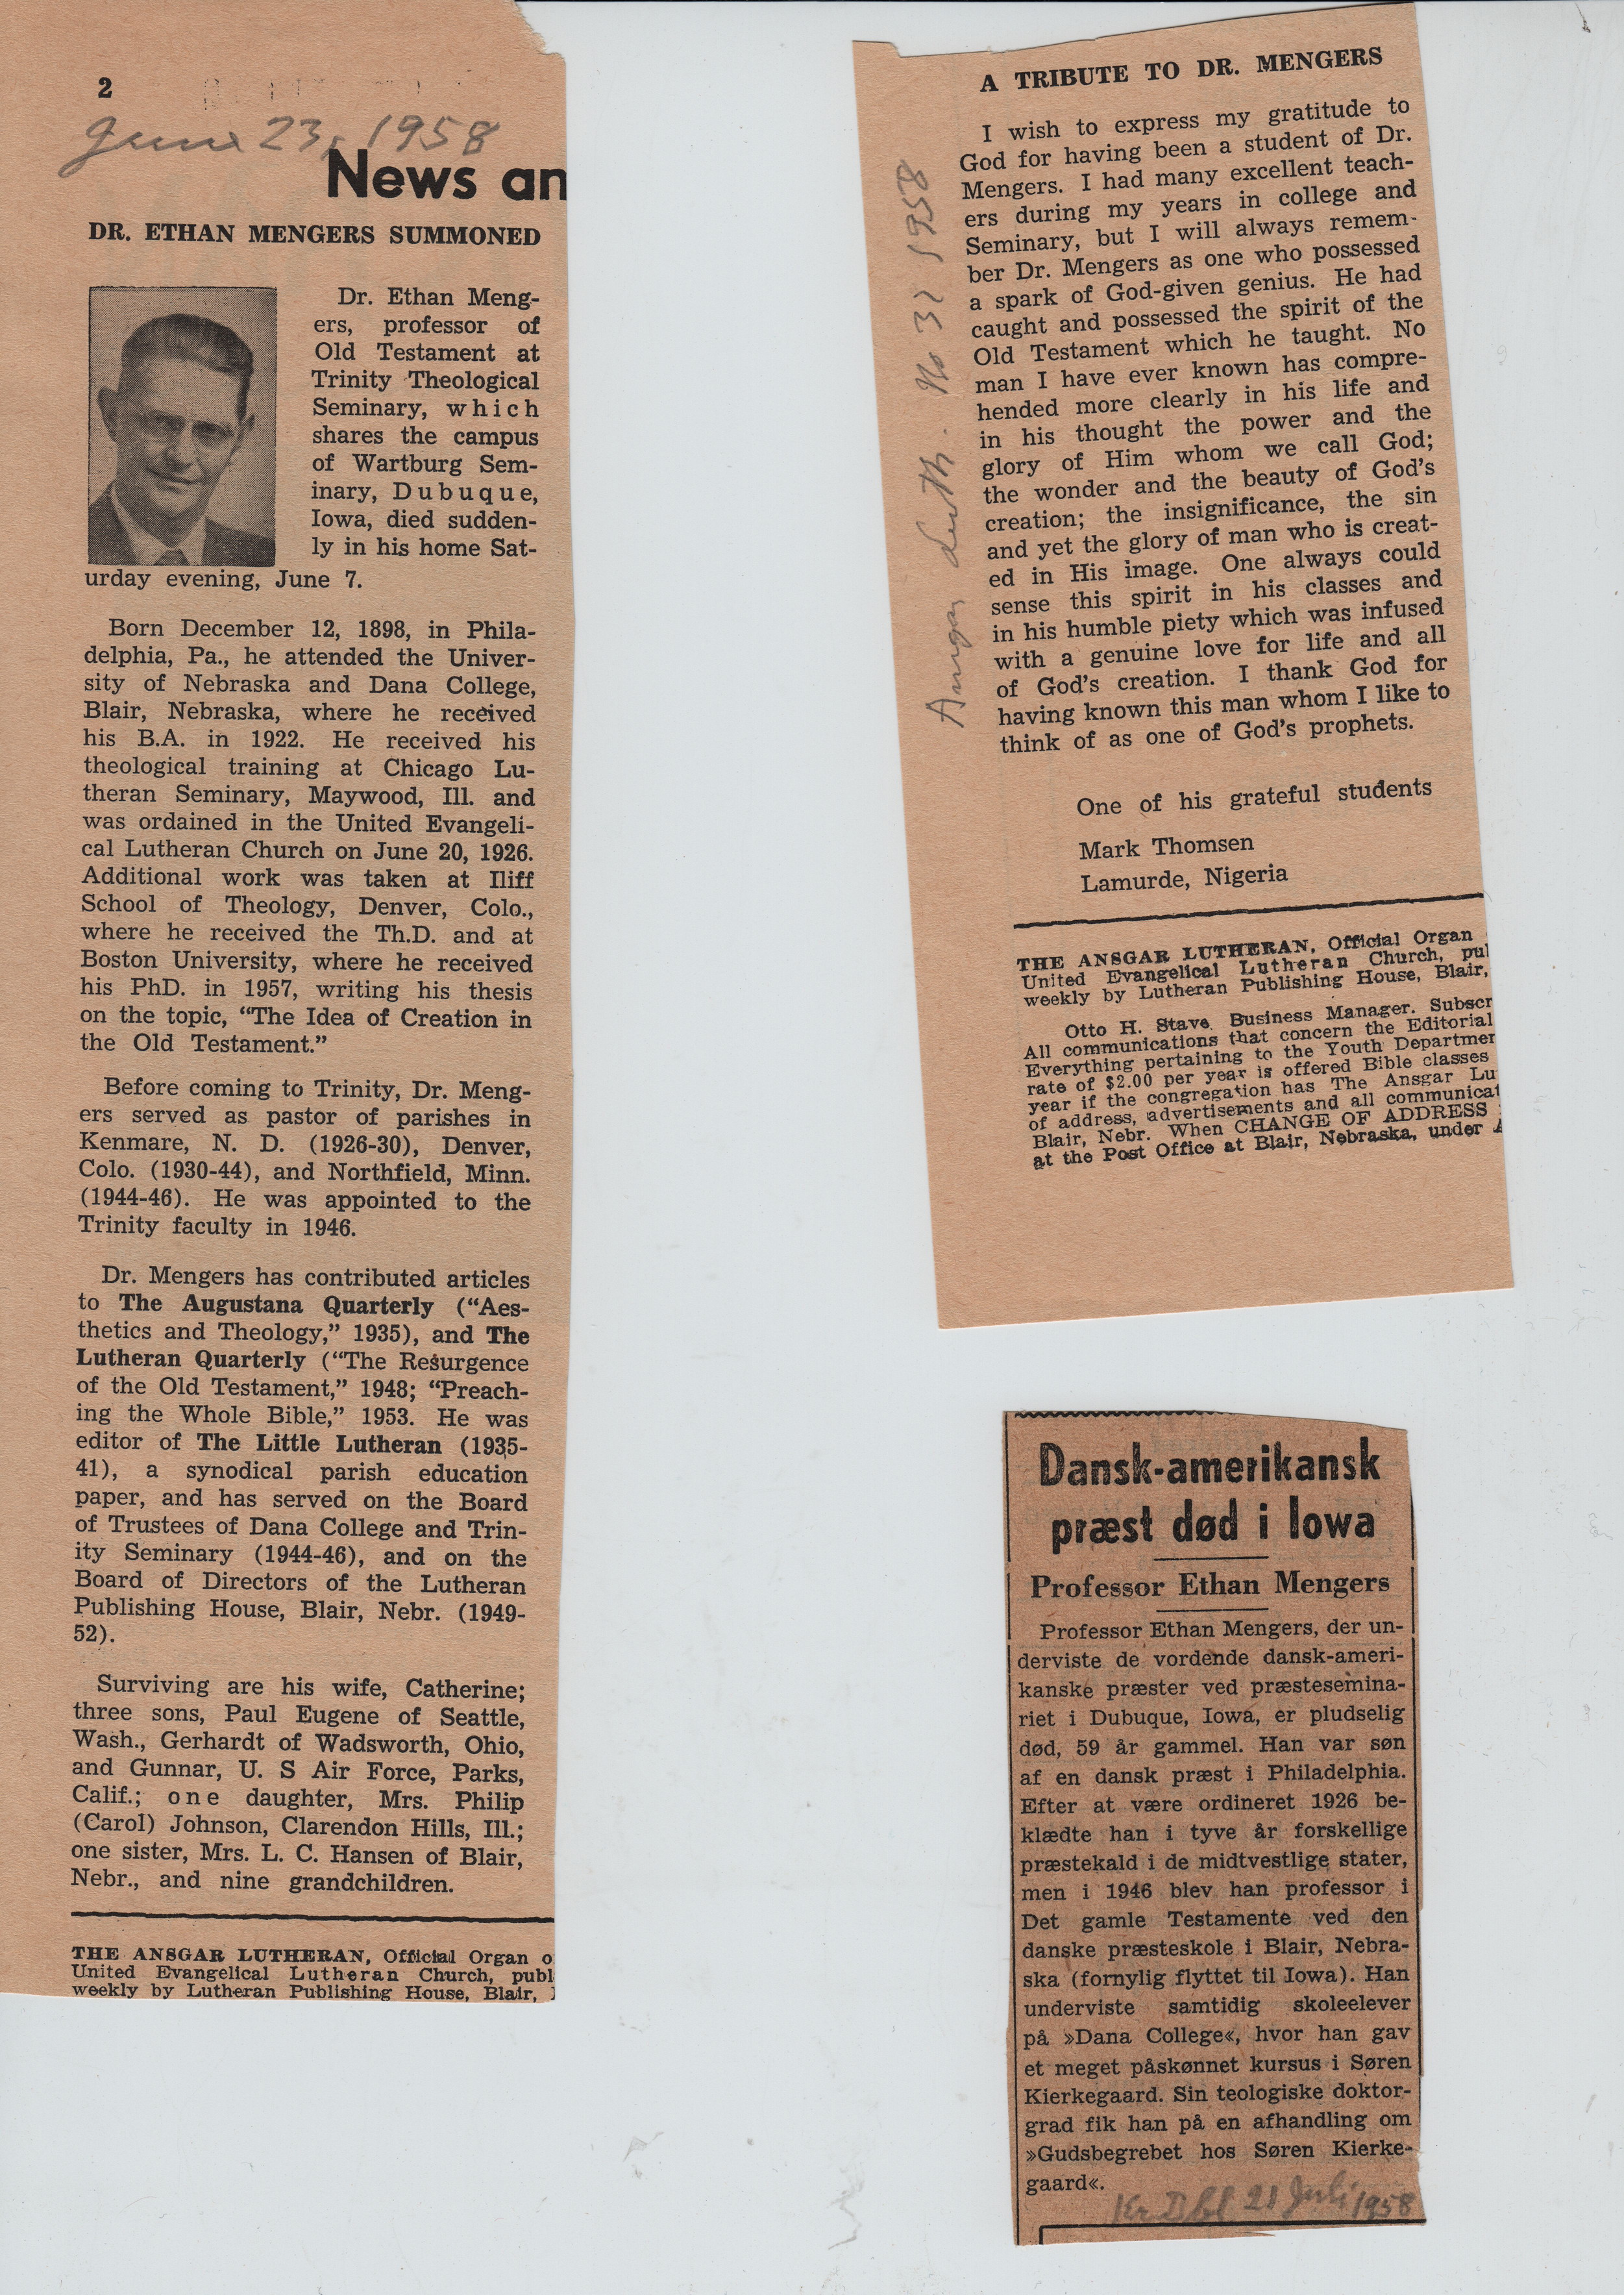 2
June 23, 1958
News an
DR. ETHAN MENGERS SUMMONED
Dr. Ethan Meng-
ers, professor of
Old Testament at
Trinity Theological
Seminary, which
shares the campus
of Wartburg Sem-
inary, Dubuque,
Iowa, died sudden-
ly in his home Sat-
urday evening, June 7.
Born December 12, 1898, in Phila-
delphia, Pa., he attended the Univer-
sity of Nebraska and Dana College,
Blair, Nebraska, where he received
his B.A. in 1922. He received his
theological training at Chicago Lu-
theran Seminary, Maywood, Ill. and
was ordained in the United Evangeli-
cal Lutheran Church on June 20, 1926.
Additional work was taken at Iliff
School of Theology, Denver, Colo.,
where he received the Th.D. and at
Boston University, where he received
his PhD. in 1957, writing his thesis
on the topic, “The Idea of Creation in
the Old Testament.”
Before coming to Trinity, Dr. Meng-
ers served as pastor of parishes in
Kenmare, N. D. (1926-30), Denver,
Colo. (1930-44), and Northfield, Minn.
(1944-46). He was appointed to the
Trinity faculty in 1946.
Dr. Mengers has contributed articles
to The Augustana Quarterly (“Aes-
thetics and Theology,” 1935), and The
Lutheran Quarterly (“The Resurgence
of the Old Testament,” 1948; “Preach-
ing the Whole Bible,” 1953. He was
editor of The Little Lutheran (1935-
41), a synodical parish education
paper, and has served on the Board
of Trustees of Dana College and Trin-
ity Seminary (1944-46), and on the
Board of Directors of the Lutheran
Publishing House, Blair, Nebr. (1949-
52).
Surviving are his wife, Catherine;
three sons, Paul Eugene of Seattle,
Wash., Gerhardt of Wadsworth, Ohio,
and Gunnar, U. S Air Force, Parks,
Calif.; one daughter, Mrs. Philip
(Carol) Johnson, Clarendon Hills, Ill.;
one sister, Mrs. L. C. Hansen of Blair,
Nebr., and nine grandchildren.
THE ANSGAR LUTHERAN, Official Organ o
United Evangelical Lutheran Church, publ
weekly by Lutheran Publishing House, Blair,
A TRIBUTE TO DR. MENGERS
I wish to express my gratitude to
God for having been a student of Dr.
Mengers. I had many excellent teach-
ers during my years in college and
Seminary, but I will always remem-
ber Dr. Mengers as one who possessed
a spark of God-given genius. He had
caught and possessed the spirit of the
Old Testament which he taught. No
man I have ever known has compre-
hended more clearly in his life and
in his thought the power and the
glory of Him whom we call God;
the wonder and the beauty of God’s
creation; the insignificance, the sin
and yet the glory of man who is creat-
ed in His image. One always could
sense this spirit in his classes and
in his humble piety which was infused
with a genuine love for life and all
of God’s creation. I thank God for
having known this man whom I like to
think of as one of God’s prophets.
One of his grateful students
Mark Thomsen
Lamurde, Nigeria
Ansgar Luth. No 32 1958
THE ANSGAR LUTHERAN, Official Organ
United Evangelical Lutheran Church, pul
weekly by Lutheran Publishing House, Blair,
Otto H. Stave Business Manager. Subscr
All communications that concern the Editorial
Everything pertaining to the Youth Departmen
rate of $2.00 per year is offered Bible classes
year if the congregation has The Ansgar Lu
of address, advertisements and all communicat
Blair, Nebr. When CHANGE OF ADDRESS
at the Post Office at Blair, Nebraska, under A
Dansk-amerikansk
præst død i Iowa
Professor Ethan Mengers
Professor Ethan Mengers, der un-
derviste de vordende dansk-ameri-
kanske præster ved præstesemina-
riet i Dubuque, Iowa, er pludselig
død, 59 år gammel. Han var søn
af en dansk præst i Philadelphia.
Efter at være ordineret 1926 be-
klædte han i tyve år forskellige
præstekald i de midtvestlige stater,
men i 1946 blev han professor i
Det gamle Testamente ved den
danske præsteskole i Blair, Nebra-
ska (fornylig flyttet til Iowa). Han
underviste samtidig skoleelever
på »Dana College«, hvor han gav
et meget påskønnet kursus i Søren
Kierkegaard. Sin teologiske doktor-
grad fik han på en afhandling om
»Gudsbegrebet hos Søren Kierke-
gaard«.
Kr. Dbl 21 Juli 1958